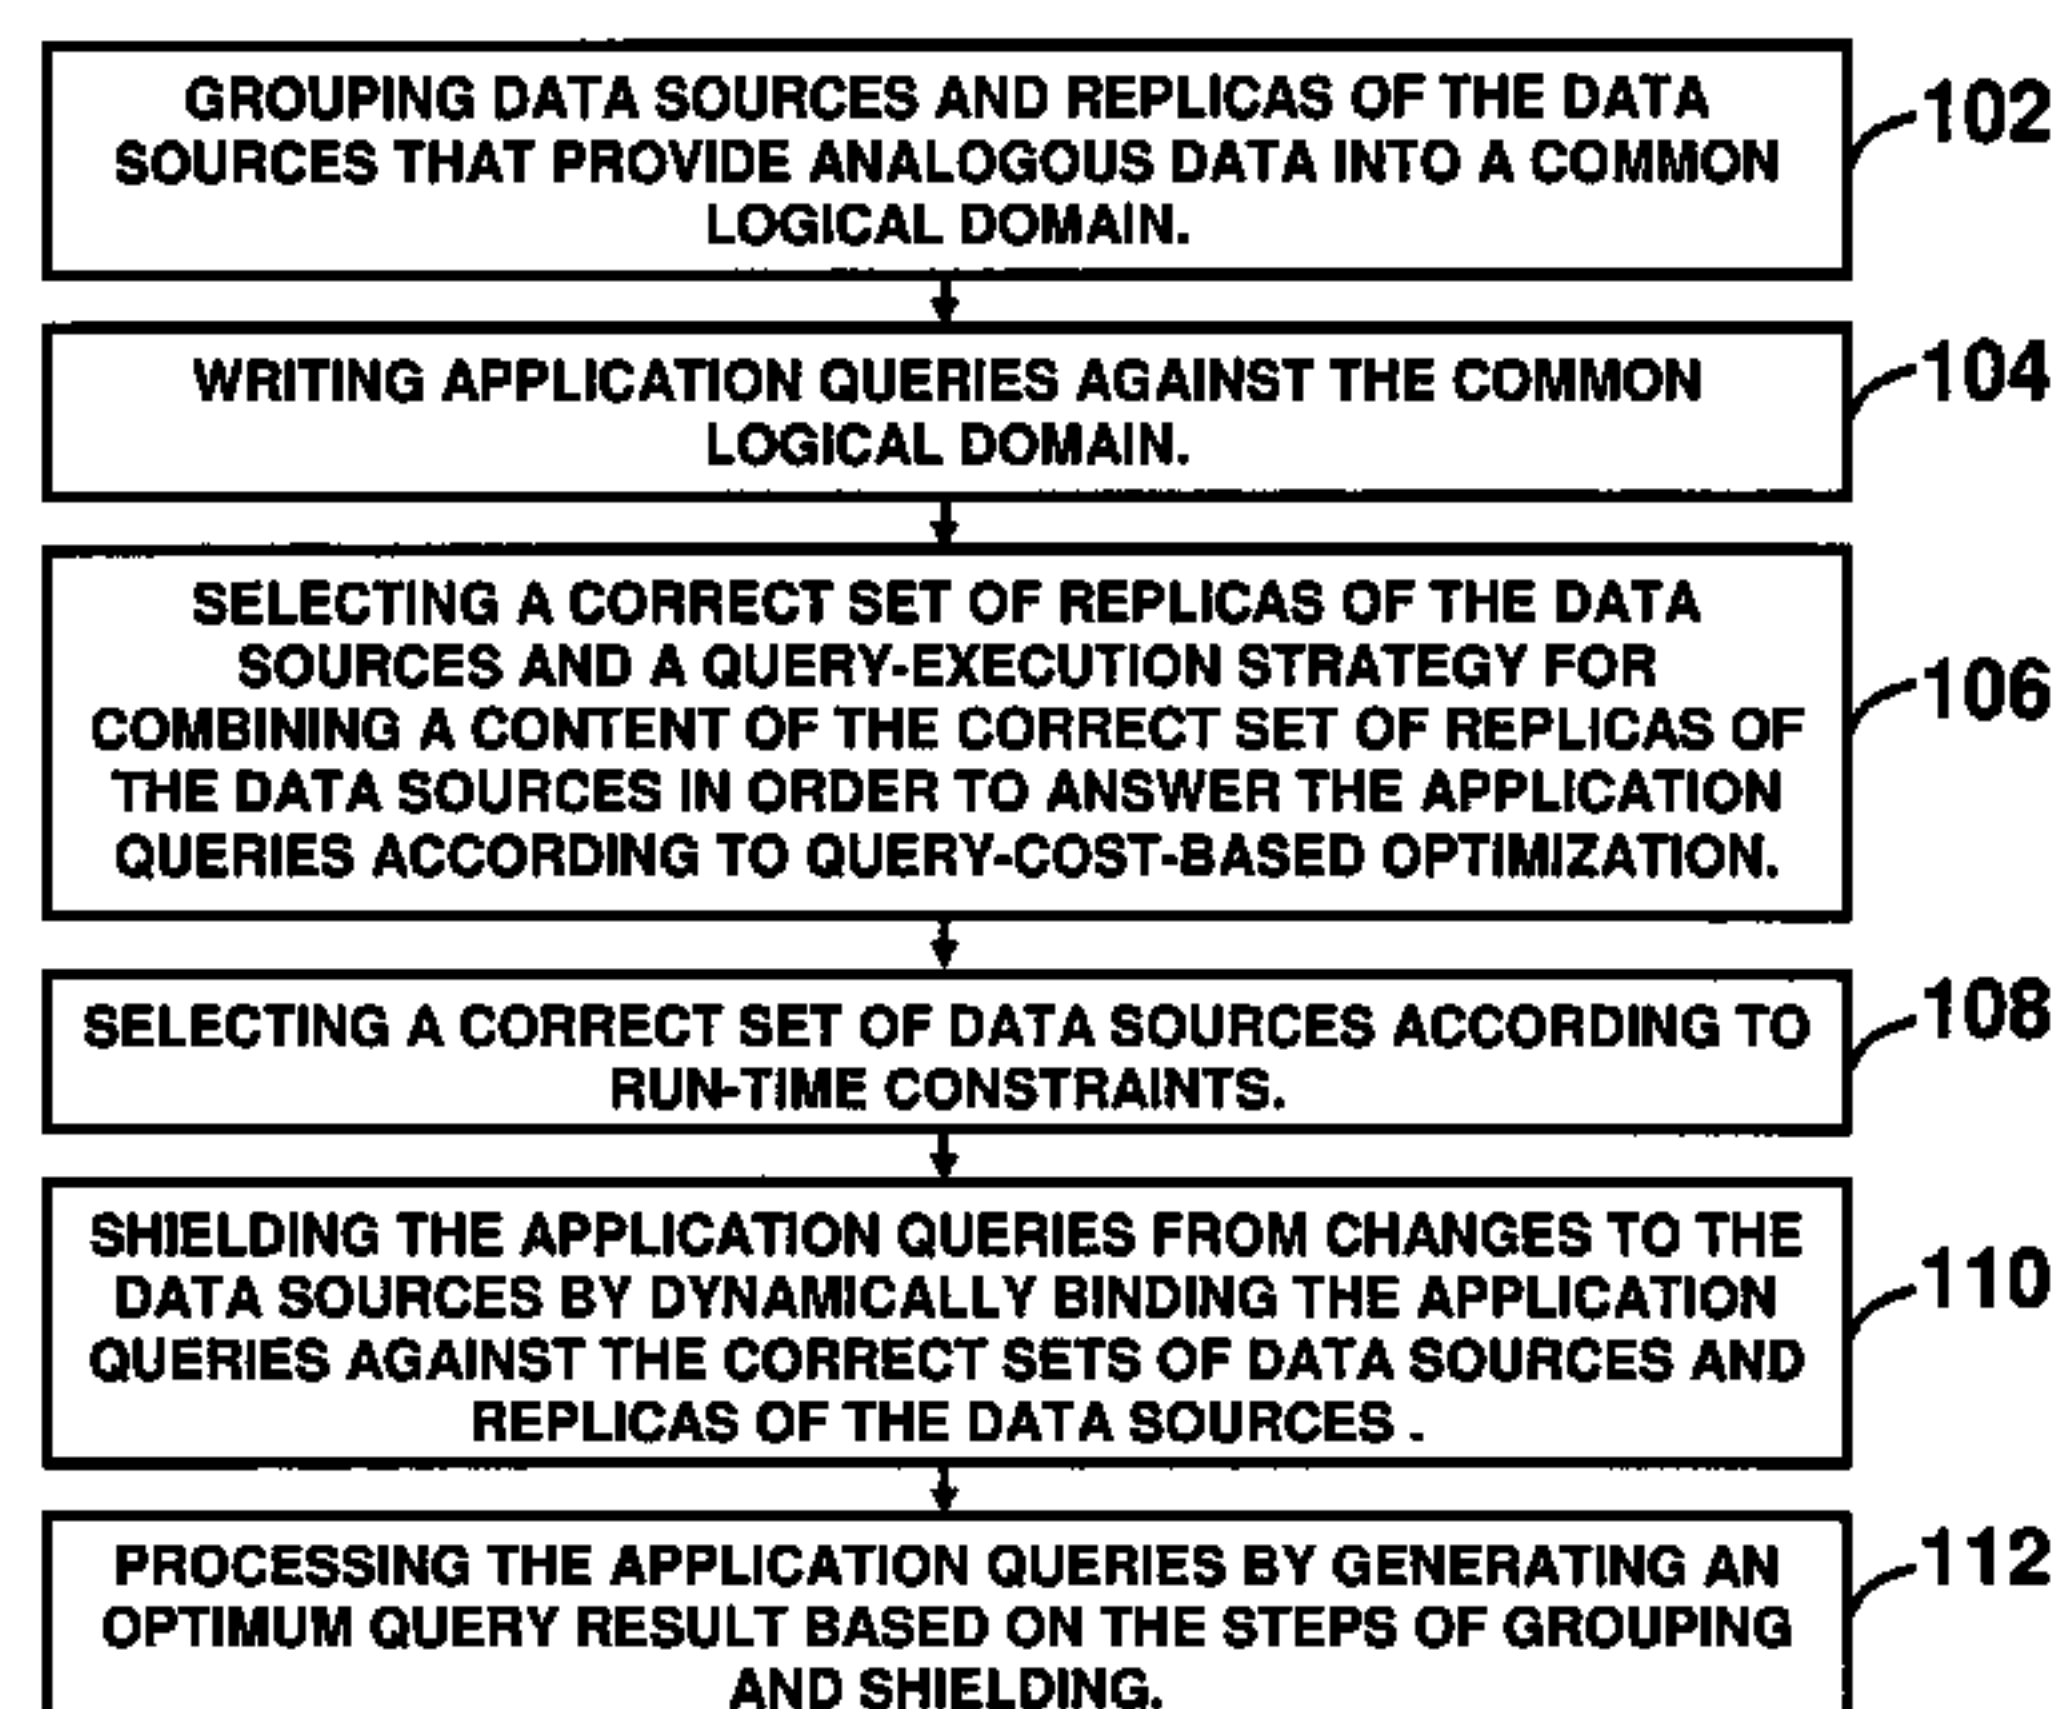 GROUPING DATA SOURCES AND REPLICAS OF THE DATA
SOURCES THAT PROVIDE ANALOGOUS DATA INTO A COMMON
LOGICAL DOMAIN.
102
WRITING APPLICATION QUERIES AGAINST THE COMMON
LOGICAL DOMAIN.
104
SELECTING A CORRECT SET OF REPLICAS OF THE DATA
SOURCES AND A QUERY-EXECUTION STRATEGY FOR
COMBINING A CONTENT OF THE CORRECT SET OF REPLICAS OF
THE DATA SOURCES IN ORDER TO ANSWER THE APPLICATION
QUERIES ACCORDING TO QUERY-COST-BASED OPTIMIZATION.
106
SELECTING A CORRECT SET OF DATA SOURCES ACCORDING TO
RUN-TIME CONSTRAINTS.
108
SHIELDING THE APPLICATION QUERIES FROM CHANGES TO THE
DATA SOURCES BY DYNAMICALLY BINDING THE APPLICATION
QUERIES AGAINST THE CORRECT SETS OF DATA SOURCES AND
REPLICAS OF THE DATA SOURCES .
110
PROCESSING THE APPLICATION QUERIES BY GENERATING AN
OPTIMUM QUERY RESULT BASED ON THE STEPS OF GROUPING
AND SHIELDING.
112